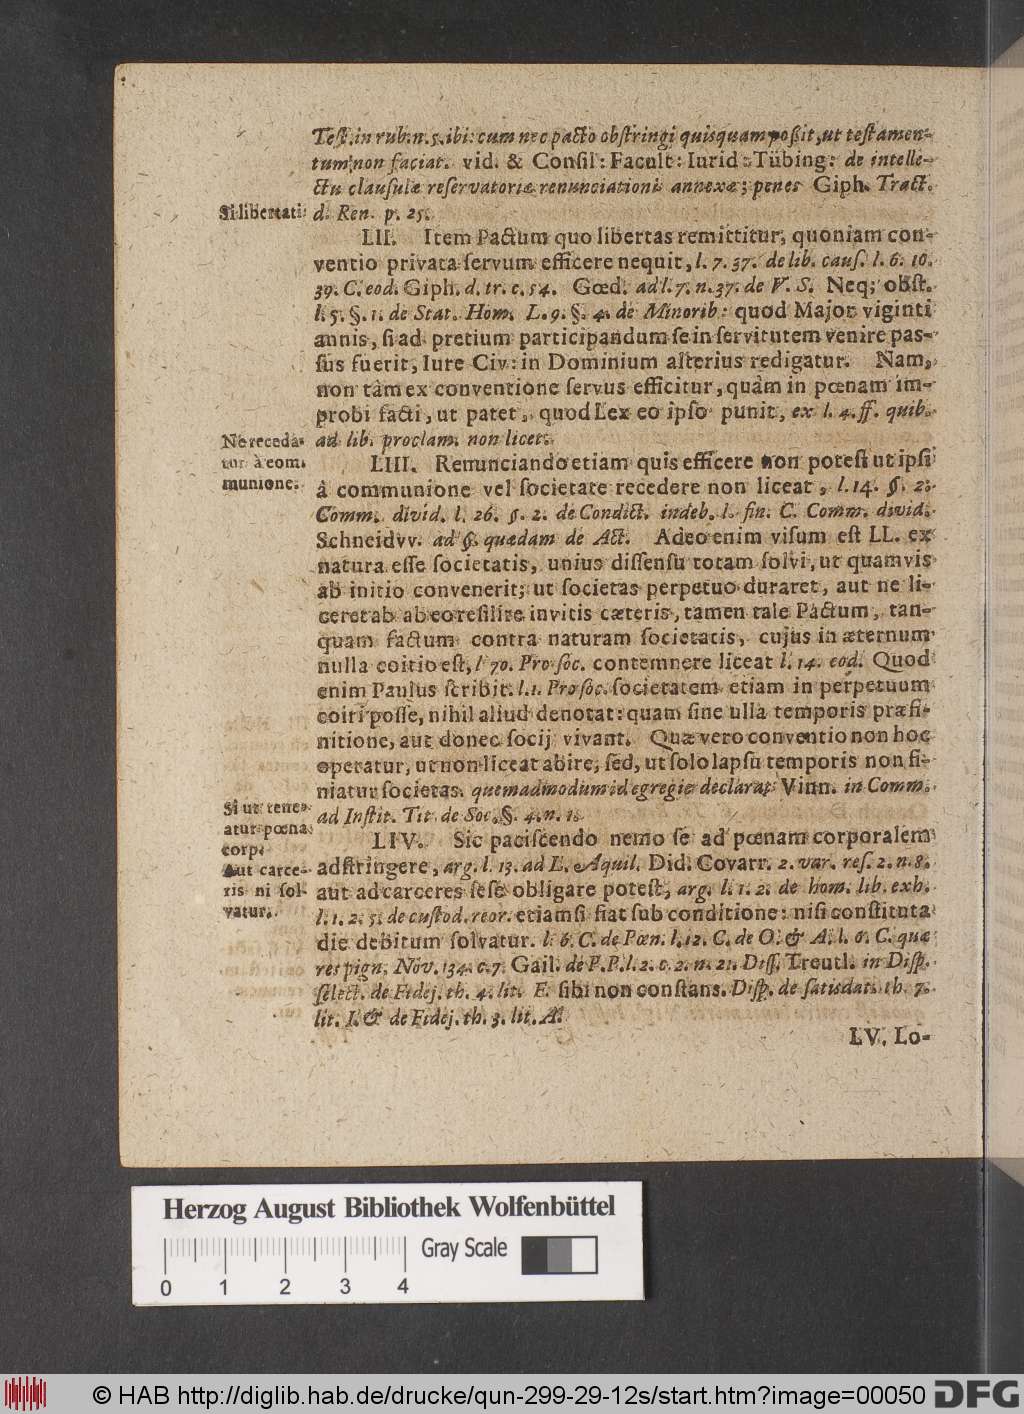 Teſt. in rub. n. 5. ibi: cum nec pacto obſtringi quisquam poßit, ut teſtamen-
tum non faciat. vid. & Conſil: Facult: Iurid: Tübing: de intelle-
ctu clauſulæ reſervatoriæ renunciationi annexæ; penes Giph. Tract.
Si libertati:
d. Ren. p. 25.
LII. Item Pactum quo libertas remittitur, quoniam con-
ventio privata ſervum efficere nequit, l. 7. 37. de lib. cauſ. l. 6. 10.
39. C. eod. Giph. d. tr. c. 54. Gœd. ad l. 7. n. 37. de V. S. Neq; obſt.
l. 5. §. 1. de Stat. Hom. L. 9. §. 4. de Minorib: quod Major viginti
annis, ſi ad pretium participandum ſe in ſervitutem venire paſ-
ſus fuerit, Iure Civ: in Dominium alterius redigatur. Nam,
non tàm ex conventione ſervus efficitur, quàm in pœnam im-
probi facti, ut patet, quod Lex eo ipſo punit, ex l. 4. ff. quib.
ad lib. proclam. non licet.
Ne receda-
tur à com.
munione.
LIII. Renunciando etiam quis efficere non poteſt ut ipſi
â communione vel ſocietate recedere non liceat, l. 14. §. 2.
Comm. divid. l. 26. §. 2. de Condict. indeb. l. fin. C. Comm. divid.
Schneidvv. ad §. quædam de Act. Adeo enim viſum eſt LL. ex
natura eſſe ſocietatis, unius diſſenſu totam ſolvi, ut quamvis
ab initio convenerit; ut ſocietas perpetuo duraret, aut ne li-
ceret ab ab eo reſilire invitis cæteris, tamen tale Pactum, tan-
quam factum contra naturam ſocietatis, cujus in æternum
nulla coitio eſt, l 70. Pro ſoc. contemnere liceat l. 14. eod. Quod
enim Paulus ſcribit. l. 1. Pro ſoc. ſocietatem etiam in perpetuum
coiri poſſe, nihil aliud denotat: quam ſine ulla temporis præfi-
nitione, aut donec ſocij vivant. Quæ vero conventio non hoc
operatur, ut non liceat abire, ſed, ut ſolo lapſu temporis non fi-
niatur ſocietas. quemadmodum id egregie declarat Vinn. in Comm.
ad Inſtit. Tit. de Soc. §. 4. n. 1.
Si ut tene-
atur pœna
corp.
Aut carce-
ris ni ſol-
vatur.
LIV. Sic paciſcendo nemo ſe ad pœnam corporalem
adſtringere, arg. l. 13. ad L. Aquil. Did. Covarr. 2. var. reſ. 2. n. 8.
aut ad carceres ſeſe obligare poteſt, arg. l. 1. 2. de hom. lib. exh.
l. 1. 2. 5. de cuſtod. reor. etiamſi fiat ſub conditione: niſi conſtituta
die debitum ſolvatur. l. 6. C. de Pœn. l. 12. C. de O. & A. l. 6. C. quæ
res pign. Nov. 134. c. 7. Gail. de P. P. l. 2. c. 2. n. 21. Diſſ. Treutl. in Diſp.
ſelect. de Fidej. th. 4. lit. E. ſibi non conſtans. Diſp. de ſatisdat. th. 7.
lit. I. & de Fidej. th. 3. lit. A.
LV. Lo-
Herzog August Bibliothek Wolfenbüttel
Gray Scale
0 1 2 3 4
© HAB http://diglib.hab.de/drucke/qun-299-29-12s/start.htm?image=00050 DFG